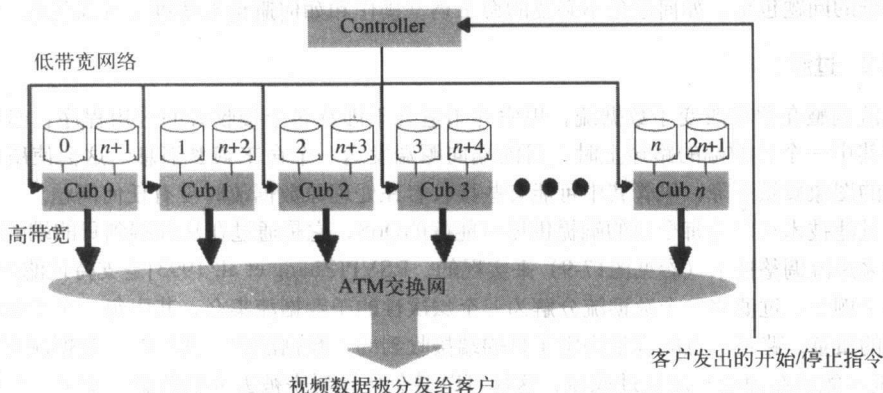 Controller
低带宽网络
0 n+1 n+2 2 n+3 3 n+4 n 2n+1
Cub 0 Cub 1 Cub 2 Cub 3 Cub n
高带宽
ATM交换网
客户发出的开始/停止指令
视频数据被分发给客户